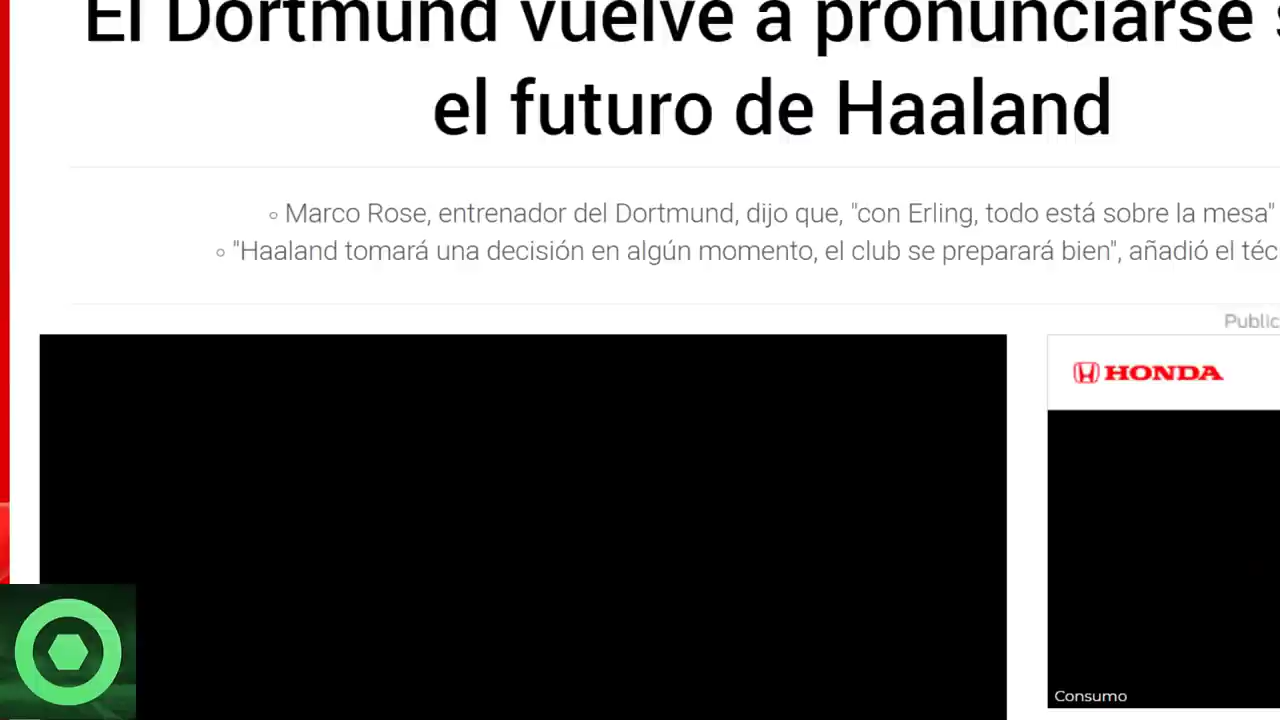 El Dortmund vuelve a pronunciarse
el futuro de Haaland
Marco Rose, entrenador del Dortmund, dijo que, "con Erling, todo está sobre la mesa"
"Haaland tomará una decisión en algún momento, el club se preparará bien", añadió el téc
Public
HONDA
Consumo